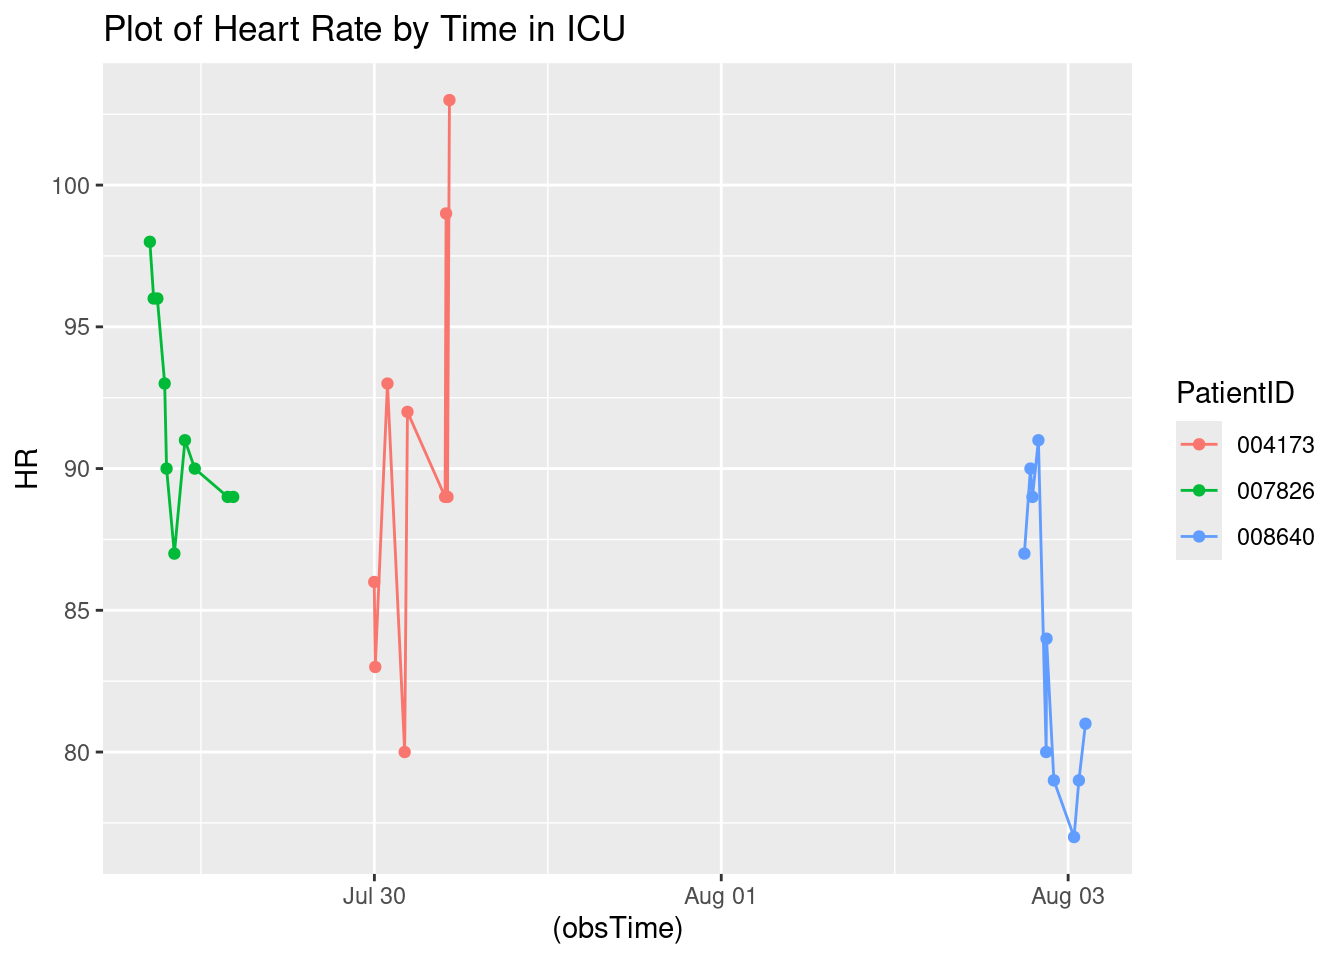 Plot of Heart Rate by Time in ICU
100
95
90
85
80
HR
Jul 30
Aug 01
Aug 03
(obsTime)
PatientID
004173
007826
008640